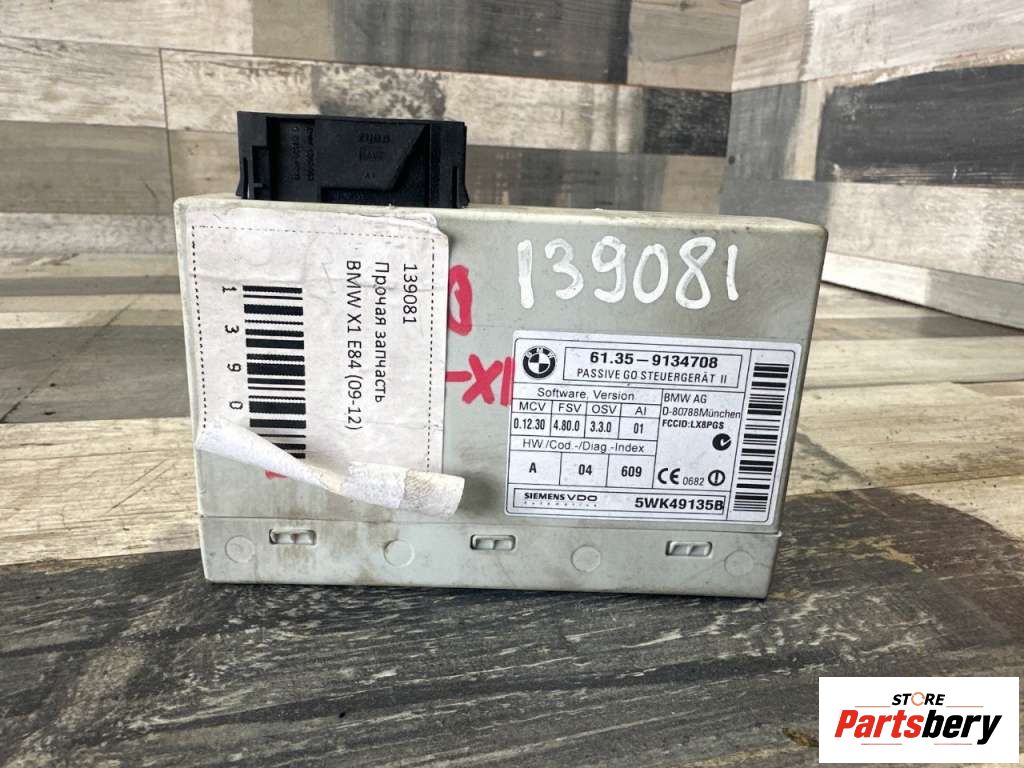 139081
139081
Прочая запчасть
BMW X1 E84 (09-12)
1 3 9 0
BMW
61.35 - 9134708
PASSIVE GO STEUERGERÄT II
Software, Version
MCV FSV OSV AI
0.12.30 4.80.0 3.3.0 01
HW/Cod.-/Diag.-Index
A 04 609
BMW AG
D-80788München
FCCID:LX8PGS
CE 0682
SIEMENS VDO
Automotive
5WK49135B
STORE
Partsbery